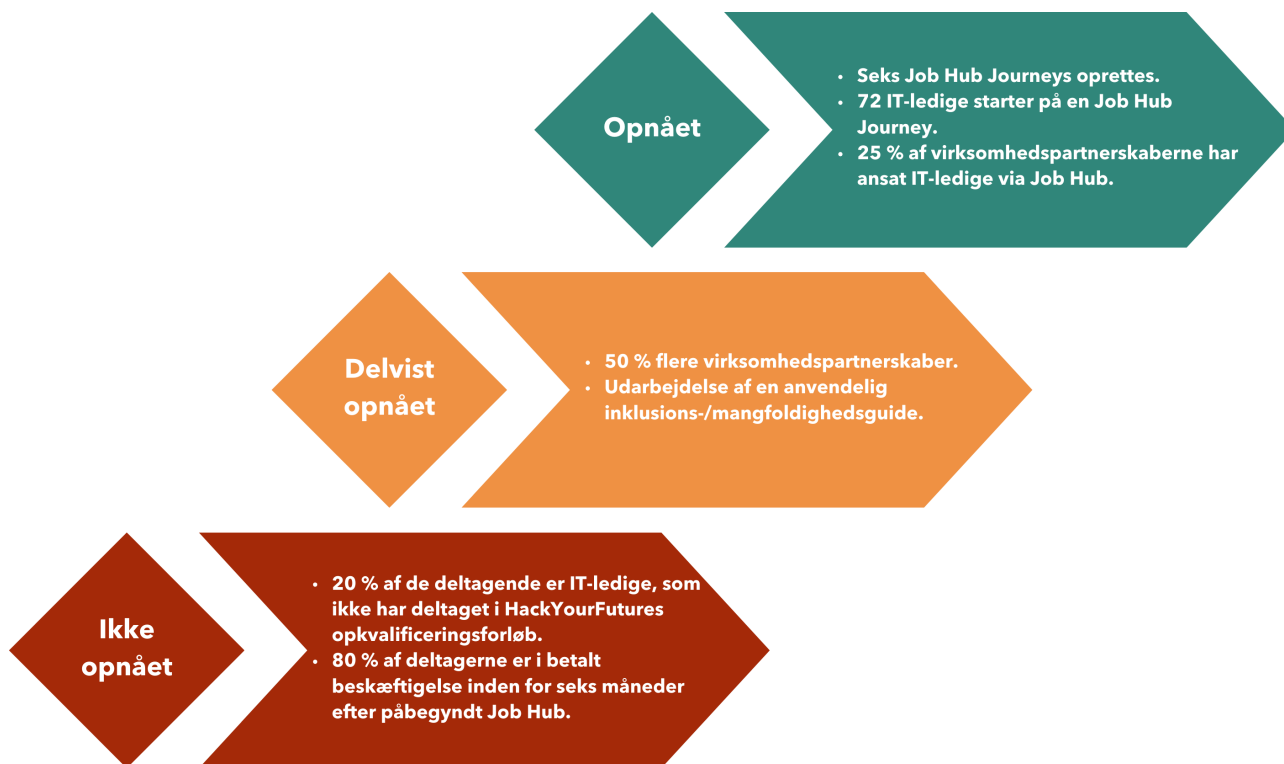 Opnået
• Seks Job Hub Journeys oprettes.
• 72 IT-ledige starter på en Job Hub
Journey.
• 25 % af virksomhedspartnerskaberne har
ansat IT-ledige via Job Hub.
Delvist
opnået
• 50 % flere virksomhedspartnerskaber.
• Udarbejdelse af en anvendelig
inklusions-/mangfoldighedsguide.
Ikke
opnået
• 20 % af de deltagende er IT-ledige, som
ikke har deltaget i HackYourFutures
opkvalificeringsforløb.
• 80 % af deltagerne er i betalt
beskæftigelse inden for seks måneder
efter påbegyndt Job Hub.